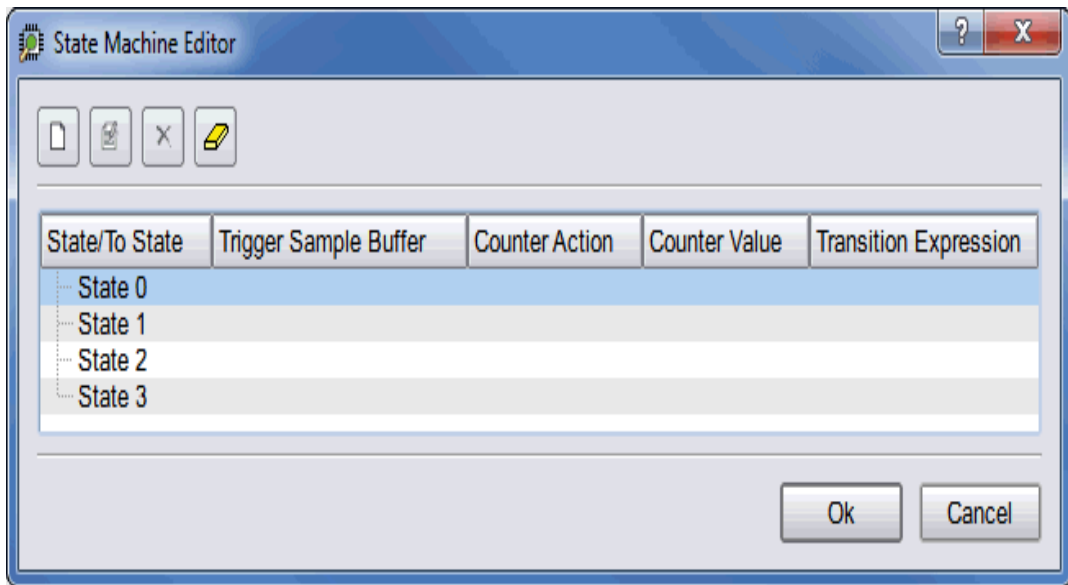 State Machine Editor
? X
State/To State Trigger Sample Buffer Counter Action Counter Value Transition Expression
State 0
State 1
State 2
State 3
Ok Cancel